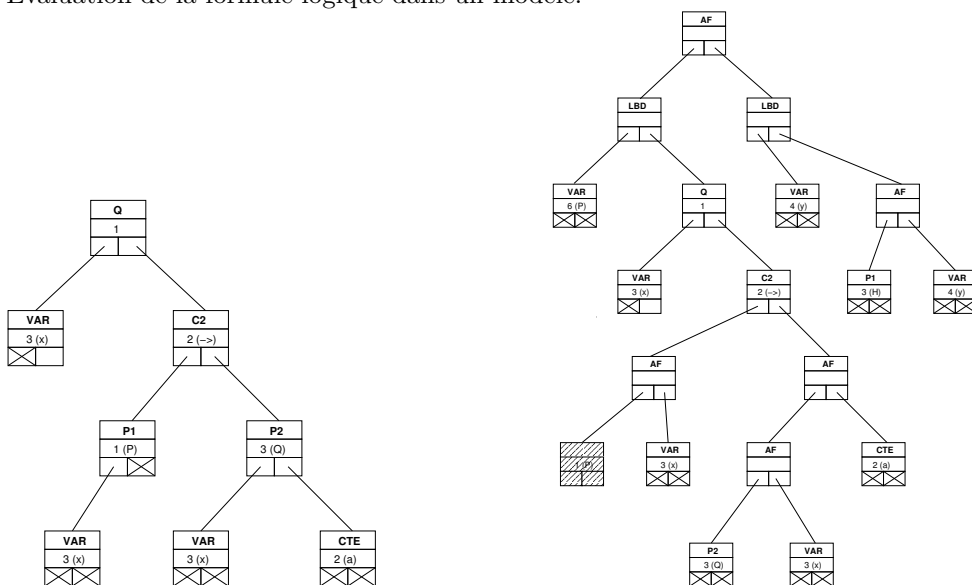 Evaluation de la formule logique dans un modèle.
AF
LBD
LBD
VAR
6 (P)
Q
1
VAR
4 (y)
AF
VAR
3 (x)
C2
2 (−>)
P1
3 (H)
VAR
4 (y)
AF
AF
1 (P)
VAR
3 (x)
AF
CTE
2 (a)
P2
3 (Q)
VAR
3 (x)
Q
1
VAR
3 (x)
C2
2 (−>)
P1
1 (P)
P2
3 (Q)
VAR
3 (x)
VAR
3 (x)
CTE
2 (a)